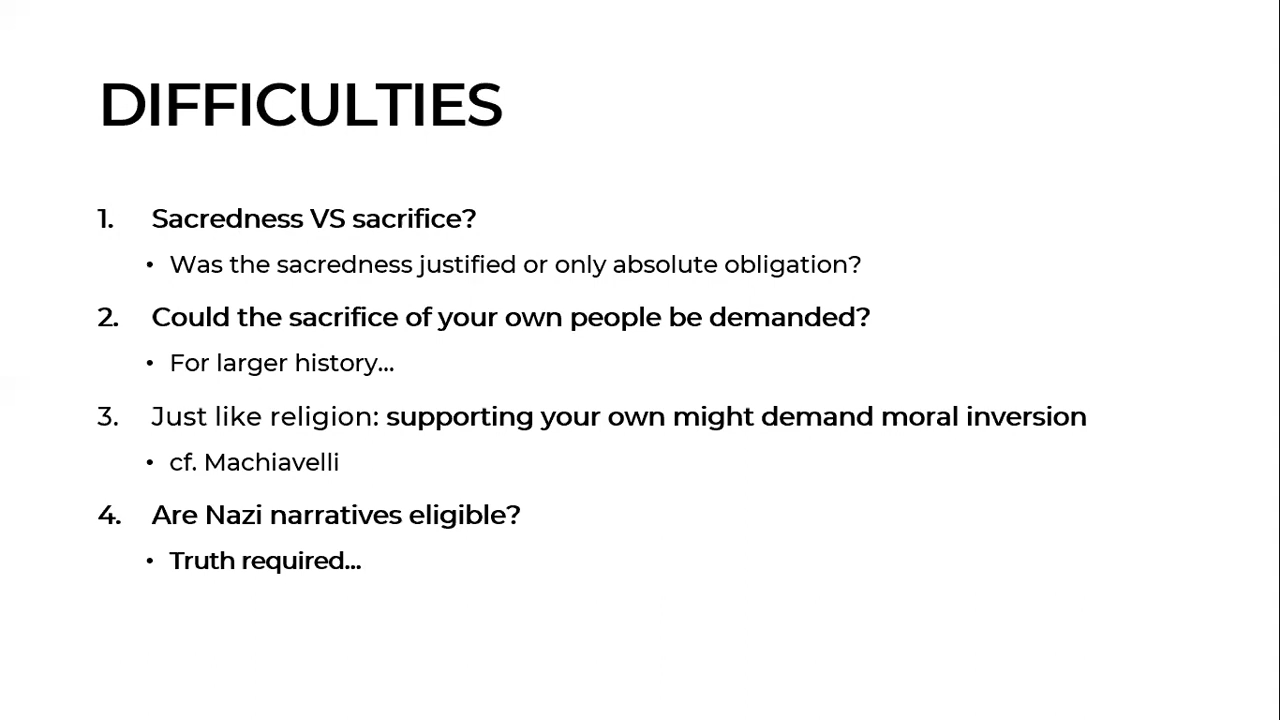 DIFFICULTIES
1. Sacredness VS sacrifice?
• Was the sacredness justified or only absolute obligation?
2. Could the sacrifice of your own people be demanded?
• For larger history...
3. Just like religion: supporting your own might demand moral inversion
• cf. Machiavelli
4. Are Nazi narratives eligible?
• Truth required...